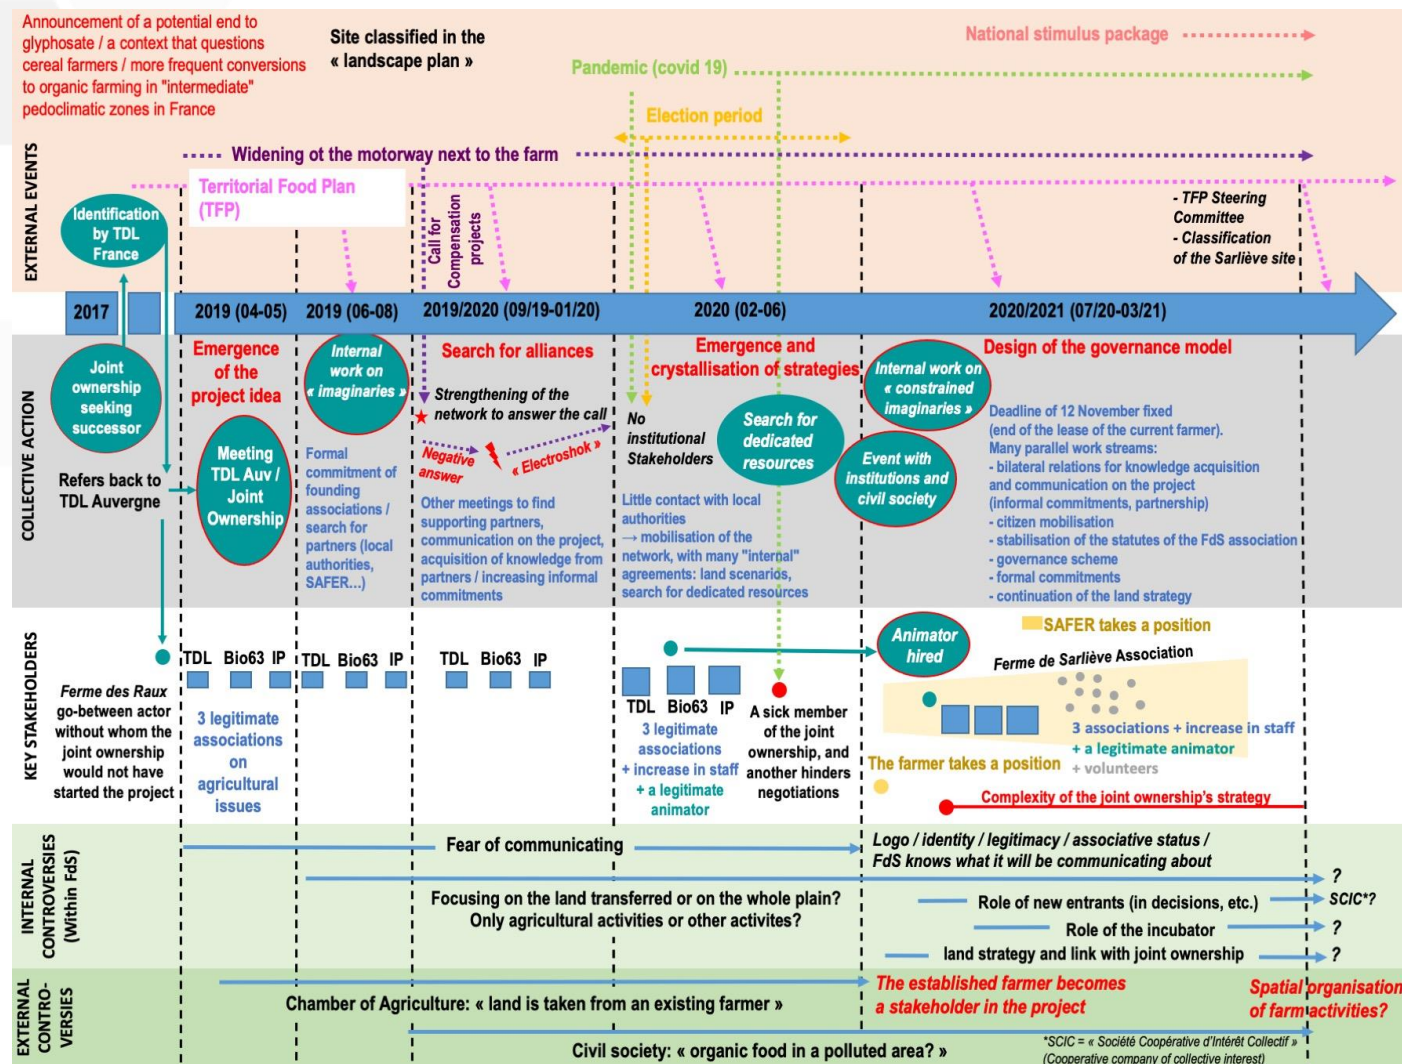 Announcement of a potential end to
glyphosate / a context that questions
cereal farmers / more frequent conversions
to organic farming in "intermediate"
pedoclimatic zones in France
Site classified in the
« landscape plan »
National stimulus package
Pandemic (covid 19)
Election period
Widening ot the motorway next to the farm
Territorial Food Plan
(TFP)
EXTERNAL EVENTS
Identification
by TDL
France
Call for
Compensation
projects
- TFP Steering
Committee
- Classification
of the Sarliève site
2017
2019 (04-05)
2019 (06-08)
2019/2020 (09/19-01/20)
2020 (02-06)
2020/2021 (07/20-03/21)
COLLECTIVE ACTION
Joint
ownership
seeking
successor
Refers back to
TDL Auvergne
Emergence
of the
project idea
Meeting
TDL Auv /
Joint
Ownership
Internal
work on
« imaginaries »
Formal
commitment of
founding
associations /
search for
partners (local
authorities,
SAFER...)
Search for alliances
Strengthening of the
network to answer the call
Negative
answer
« Electroshok »
Other meetings to find
supporting partners,
communication on the project,
acquisition of knowledge from
partners / increasing informal
commitments
Emergence and
crystallisation of strategies
No
institutional
Stakeholders
Search for
dedicated
resources
Little contact with local
authorities
→ mobilisation of the
network, with many "internal"
agreements: land scenarios,
search for dedicated resources
Design of the governance model
Internal work on
« constrained
imaginaries »
Event with
institutions and
civil society
Deadline of 12 November fixed
(end of the lease of the current farmer).
Many parallel work streams:
- bilateral relations for knowledge acquisition
and communication on the project
(informal commitments, partnership)
- citizen mobilisation
- stabilisation of the statutes of the FdS association
- governance scheme
- formal commitments
- continuation of the land strategy
KEY STAKEHOLDERS
Ferme des Raux
go-between actor
without whom the
joint ownership
would not have
started the project
TDL Bio63 IP
3 legitimate
associations
on
agricultural
issues
TDL Bio63 IP
TDL Bio63 IP
TDL Bio63 IP
3 legitimate
associations
+ increase in staff
+ a legitimate
animator
A sick member
of the joint
ownership, and
another hinders
negotiations
Animator
hired
SAFER takes a position
Ferme de Sarliève Association
3 associations + increase in staff
+ a legitimate animator
+ volunteers
The farmer takes a position
Complexity of the joint ownership's strategy
INTERNAL
CONTROVERSIES
(Within FdS)
Fear of communicating
Logo / identity / legitimacy / associative status /
FdS knows what it will be communicating about
?
Focusing on the land transferred or on the whole plain?
Only agricultural activities or other activites?
Role of new entrants (in decisions, etc.)
SCIC*?
Role of the incubator
?
land strategy and link with joint ownership
?
EXTERNAL
CONTRO-
VERSIES
Chamber of Agriculture: « land is taken from an existing farmer »
The established farmer becomes
a stakeholder in the project
Spatial organisation
of farm activities?
Civil society: « organic food in a polluted area? »
*SCIC = « Société Coopérative d'Intérêt Collectif »
(Cooperative company of collective interest)